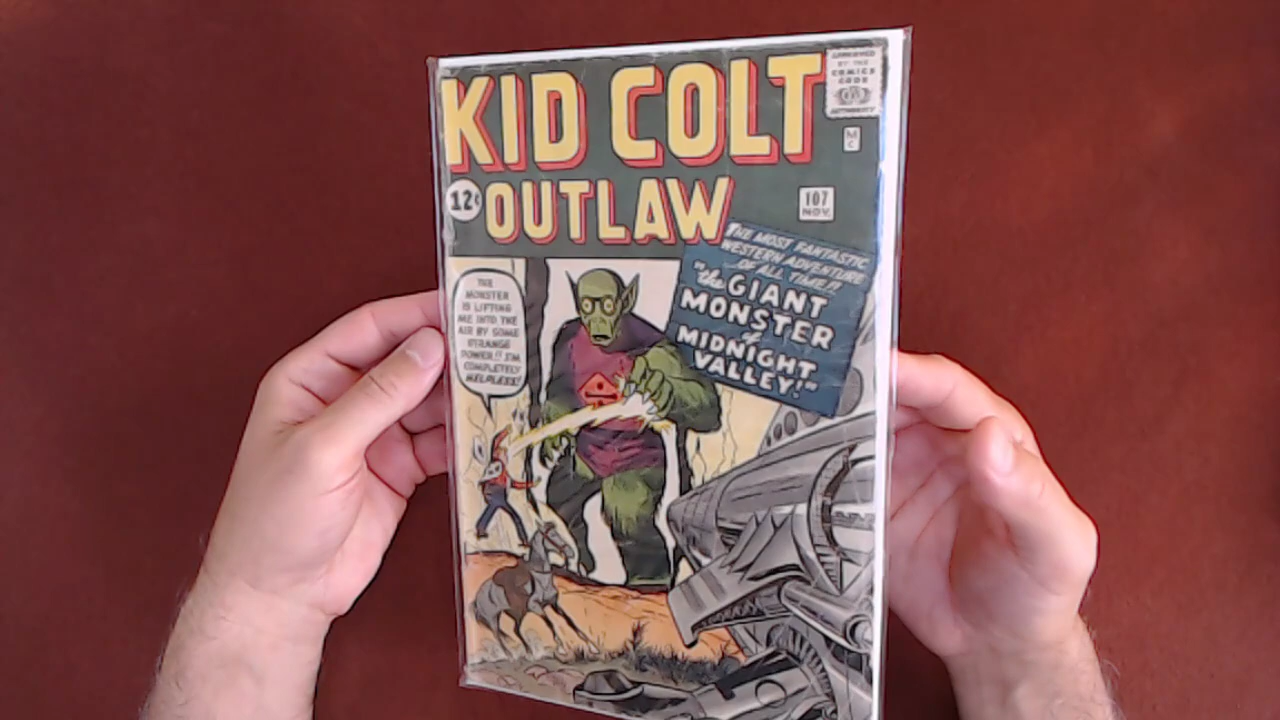 KID COLT
OUTLAW
12¢
APPROVED
BY THE
COMICS
CODE
AUTHORITY
M
C
107
NOV.
THE MOST FANTASTIC
WESTERN ADVENTURE
OF ALL TIME!!
"the GIANT
MONSTER
of
MIDNIGHT
VALLEY!"
THE
MONSTER
IS LIFTING
ME INTO THE
AIR BY SOME
STRANGE
POWER!! I'M
COMPLETELY
HELPLESS!